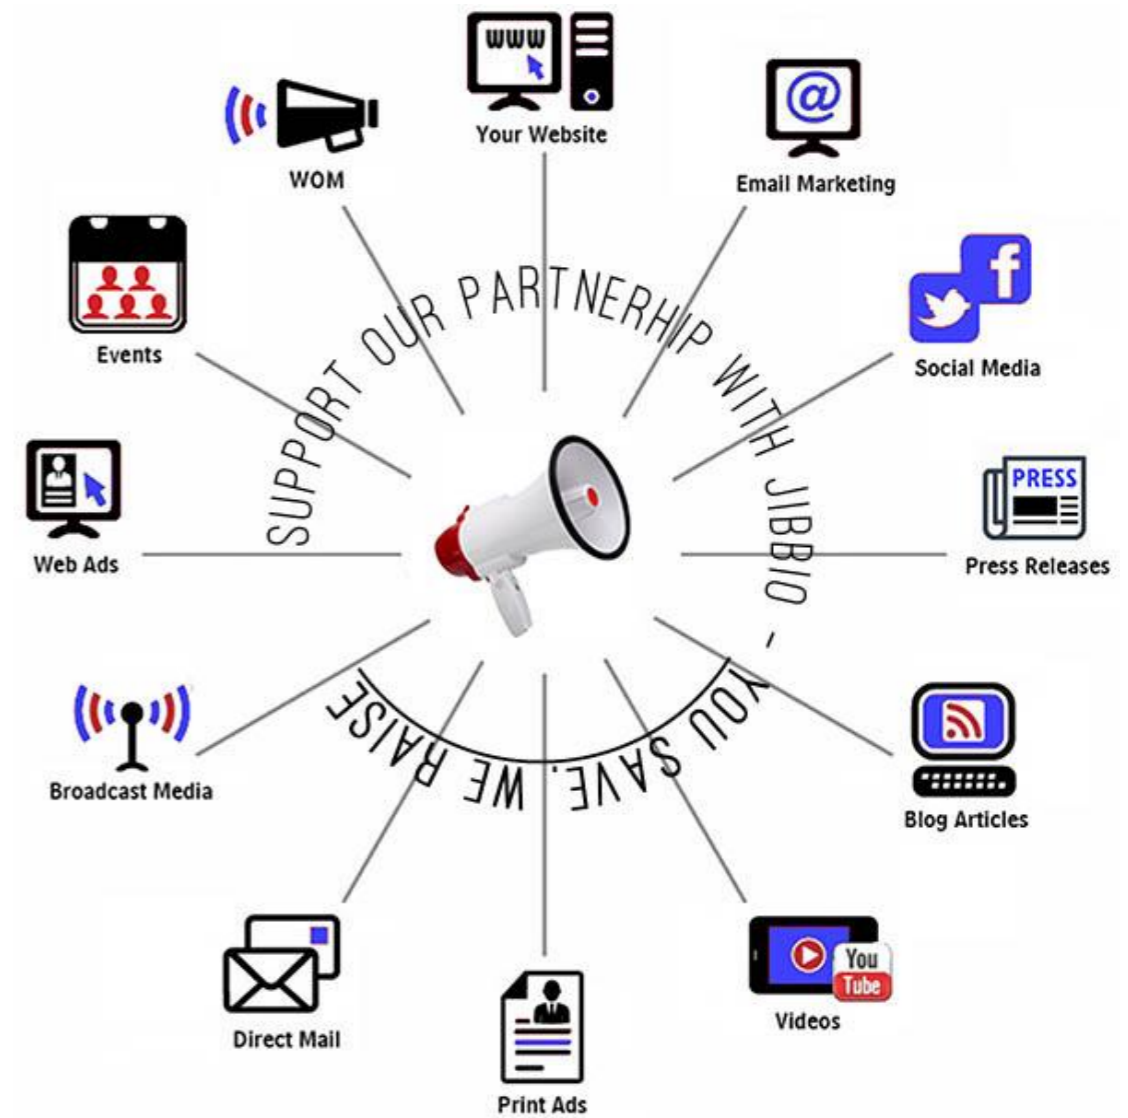 WWW
Your Website
@
Email Marketing
f
Social Media
PRESS
Press Releases
Blog Articles
You
Tube
Videos
Print Ads
Direct Mail
Broadcast Media
Web Ads
Events
WOM
SUPPORT OUR PARTNERHIP WITH JIBBIO -
YOU SAVE. WE RAISE